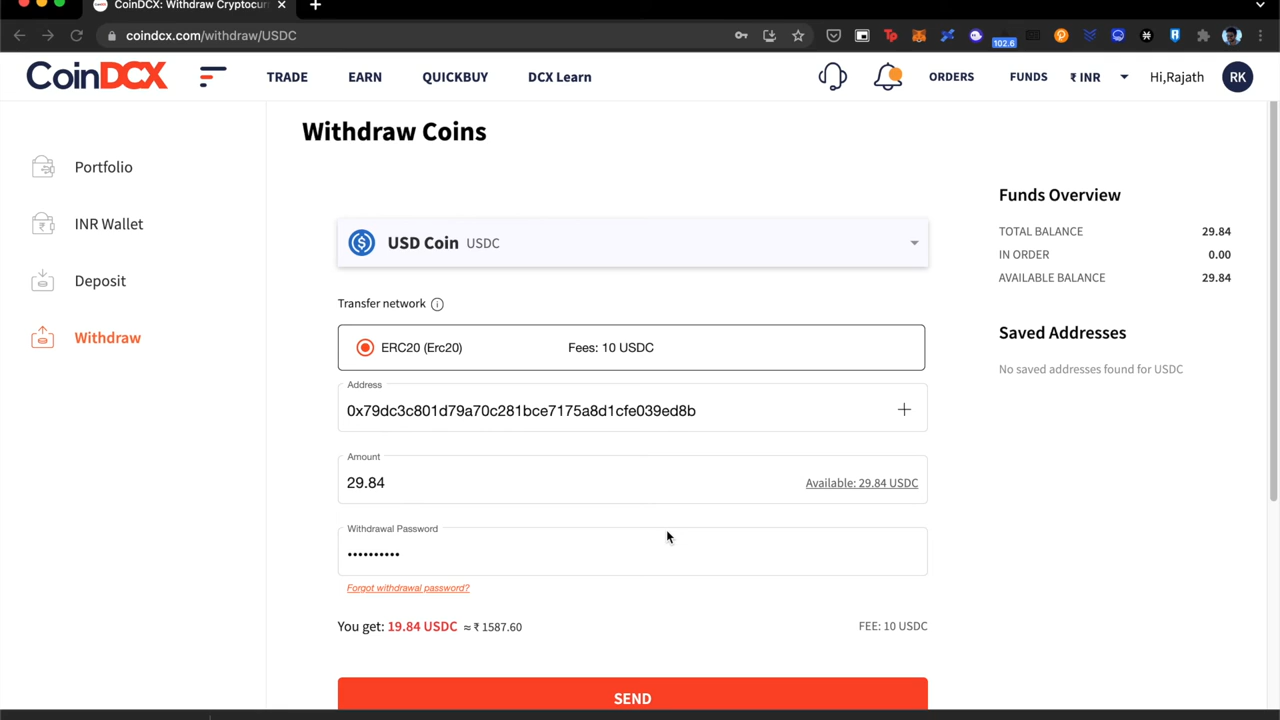 CoinDCX: Withdraw Cryptocur
coindcx.com/withdraw/USDC
102.6
CoinDCX
TRADE
EARN
QUICKBUY
DCX Learn
ORDERS
FUNDS
₹ INR
Hi,Rajath
RK
Portfolio
INR Wallet
Deposit
Withdraw
Withdraw Coins
USD Coin USDC
Transfer network
ERC20 (Erc20)
Fees: 10 USDC
Address
0x79dc3c801d79a70c281bce7175a8d1cfe039ed8b
Amount
29.84
Available: 29.84 USDC
Withdrawal Password
••••••••••
Forgot withdrawal password?
You get: 19.84 USDC ≈ ₹ 1587.60
FEE: 10 USDC
SEND
Funds Overview
TOTAL BALANCE 29.84
IN ORDER 0.00
AVAILABLE BALANCE 29.84
Saved Addresses
No saved addresses found for USDC